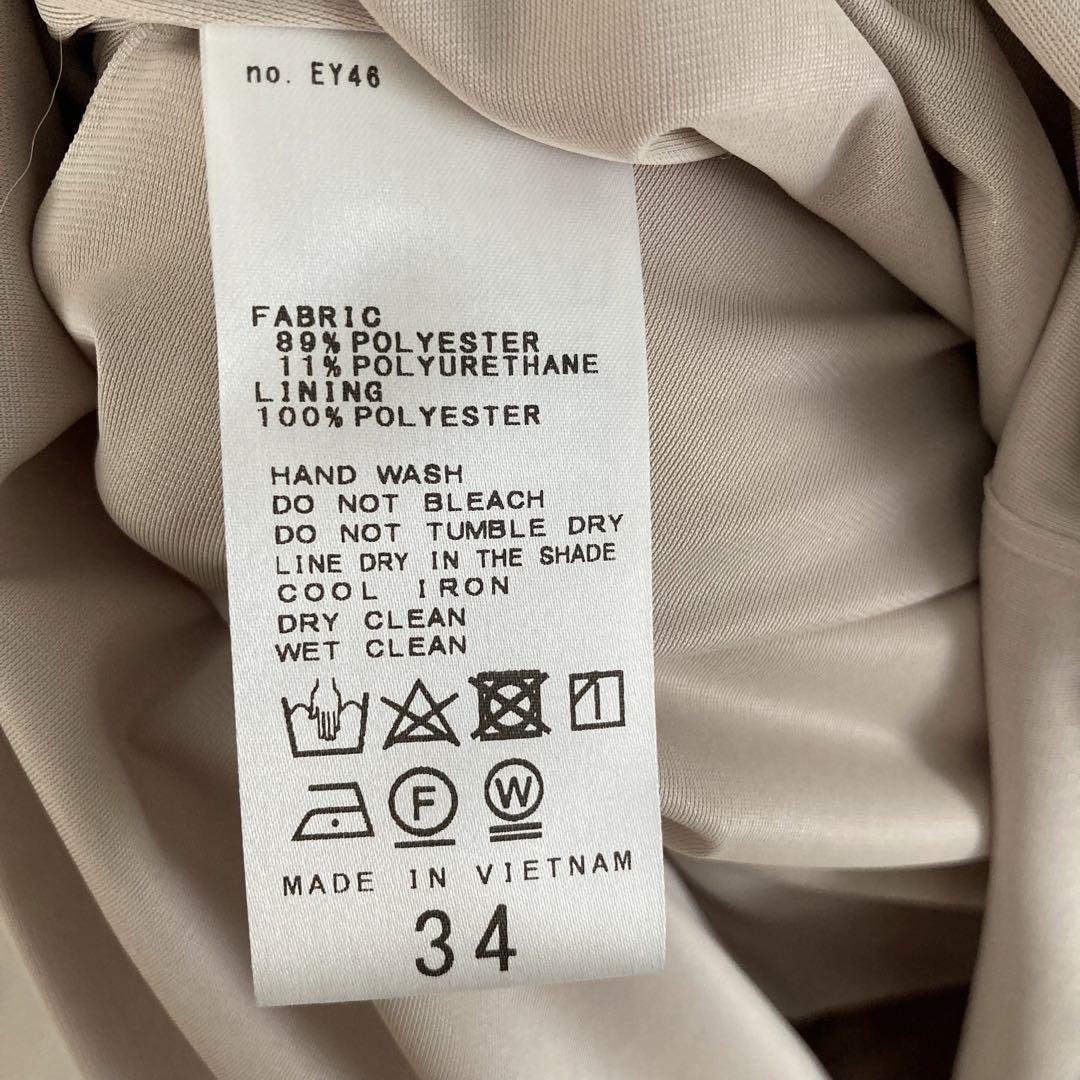 no. EY46
FABRIC
89% POLYESTER
11% POLYURETHANE
LINING
100% POLYESTER
HAND WASH
DO NOT BLEACH
DO NOT TUMBLE DRY
LINE DRY IN THE SHADE
COOL IRON
DRY CLEAN
WET CLEAN
F W
MADE IN VIETNAM
34